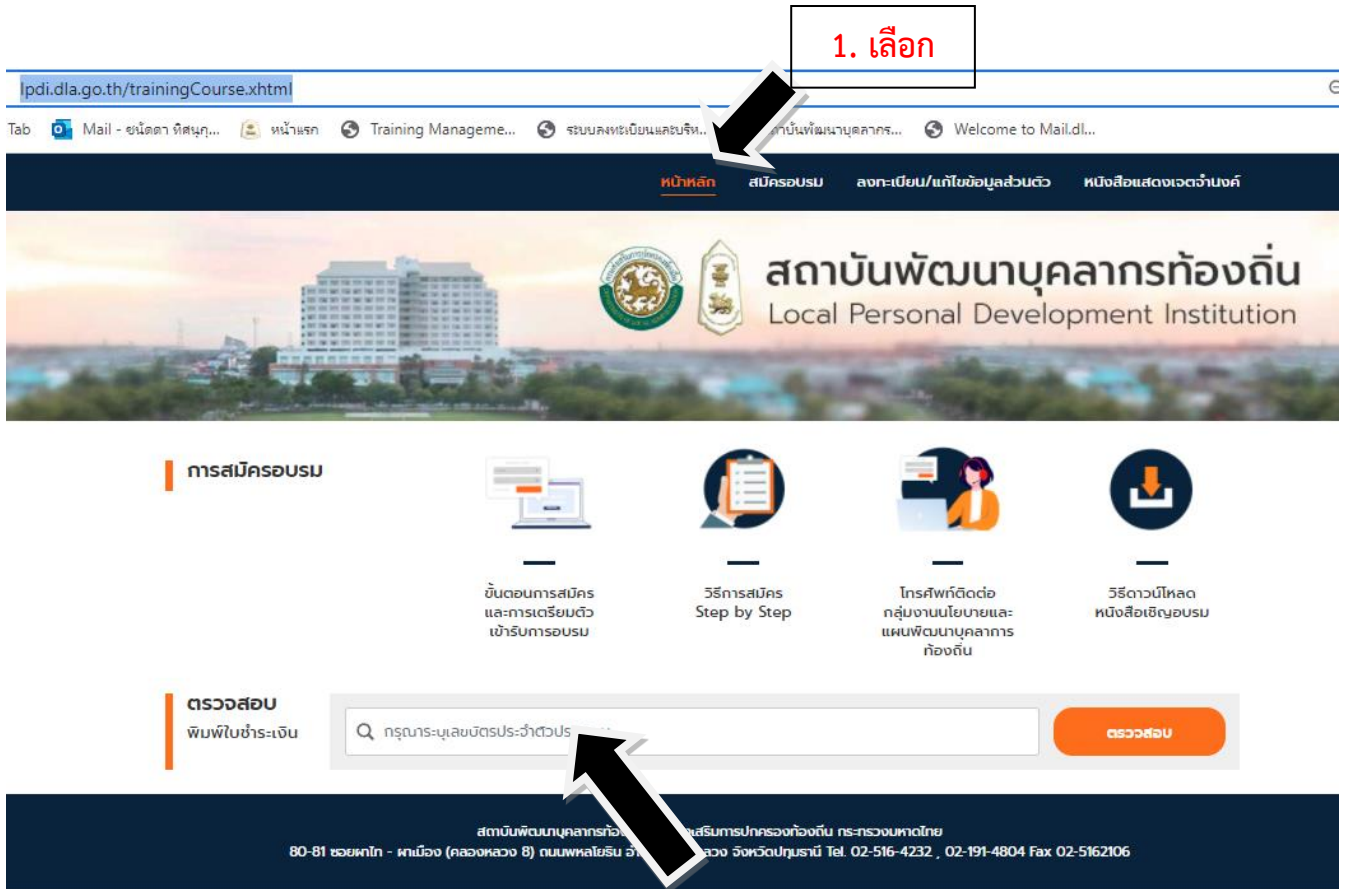 1. เลือก
lpdi.dla.go.th/trainingCourse.xhtml
Tab Mail - ชนัดดา ทิศนุก... หน้าแรก Training Manageme... ระบบลงทะเบียนและบริห... Welcome to Mail.dl...
หน้าหลัก สมัครอบรม ลงทะเบียน/แก้ไขข้อมูลส่วนตัว หนังสือแสดงเจตจำนงค์
สถาบันพัฒนาบุคลากรท้องถิ่น
Local Personal Development Institution
การสมัครอบรม
ขั้นตอนการสมัคร
และการเตรียมตัว
เข้ารับการอบรม
วิธีการสมัคร
Step by Step
โทรศัพท์ติดต่อ
กลุ่มงานนโยบายและ
แผนพัฒนาบุคลาการ
ท้องถิ่น
วิธีดาวน์โหลด
หนังสือเชิญอบรม
ตรวจสอบ
พิมพ์ใบชำระเงิน
กรุณาระบุเลขบัตรประจำตัว
ตรวจสอบ
สถาบันพัฒนาบุคลากร เสริมการปกครองท้องถิ่น กระทรวงมหาดไทย
80-81 ซอยผาไท - ผาเมือง (คลองหลวง 8) ถนนพหลโยธิน จังหวัดปทุมธานี Tel. 02-516-4232 , 02-191-4804 Fax 02-5162106